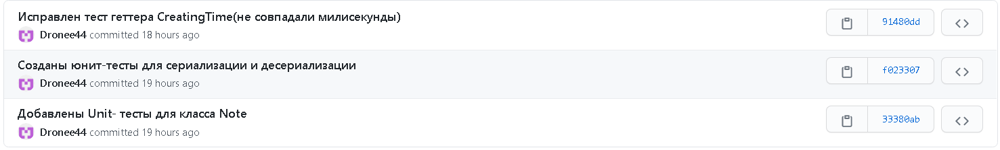 Исправлен тест геттера CreatingTime(не совпадали милисекунды)
Dronee44 committed 18 hours ago
91480dd
Созданы юнит-тесты для сериализации и десериализации
Dronee44 committed 19 hours ago
f023307
Добавлены Unit- тесты для класса Note
Dronee44 committed 19 hours ago
33380ab